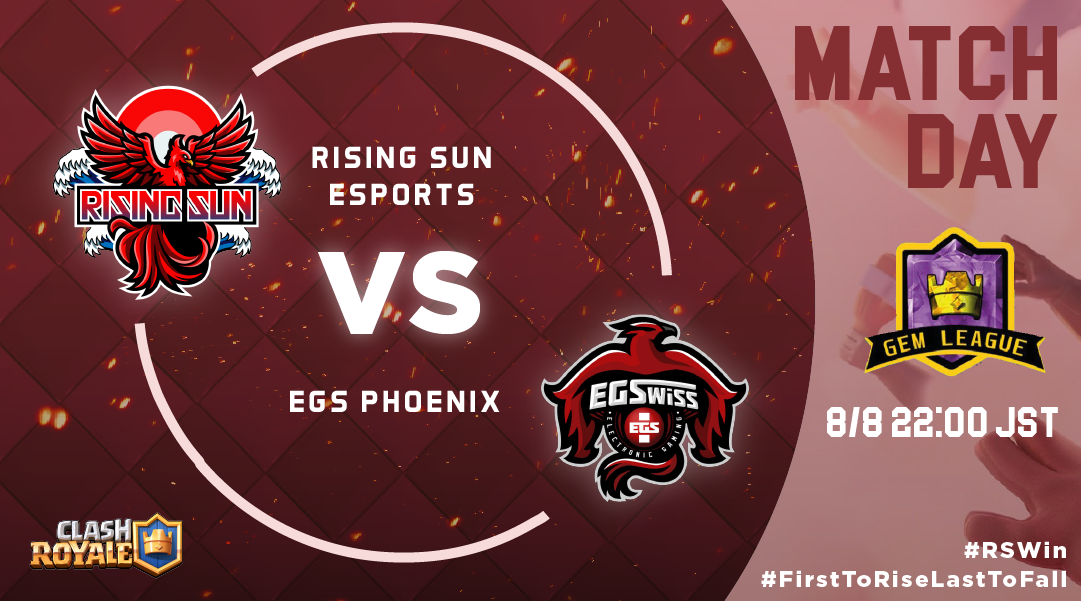 MATCH
DAY
RISING SUN
RISING SUN
ESPORTS
VS
EGS PHOENIX
EGSWiSS
EGS
ELECTRONIC GAMING
GEM LEAGUE
8/8 22:00 JST
CLASH
ROYALE
#RSWin
#FirstToRiseLastToFall